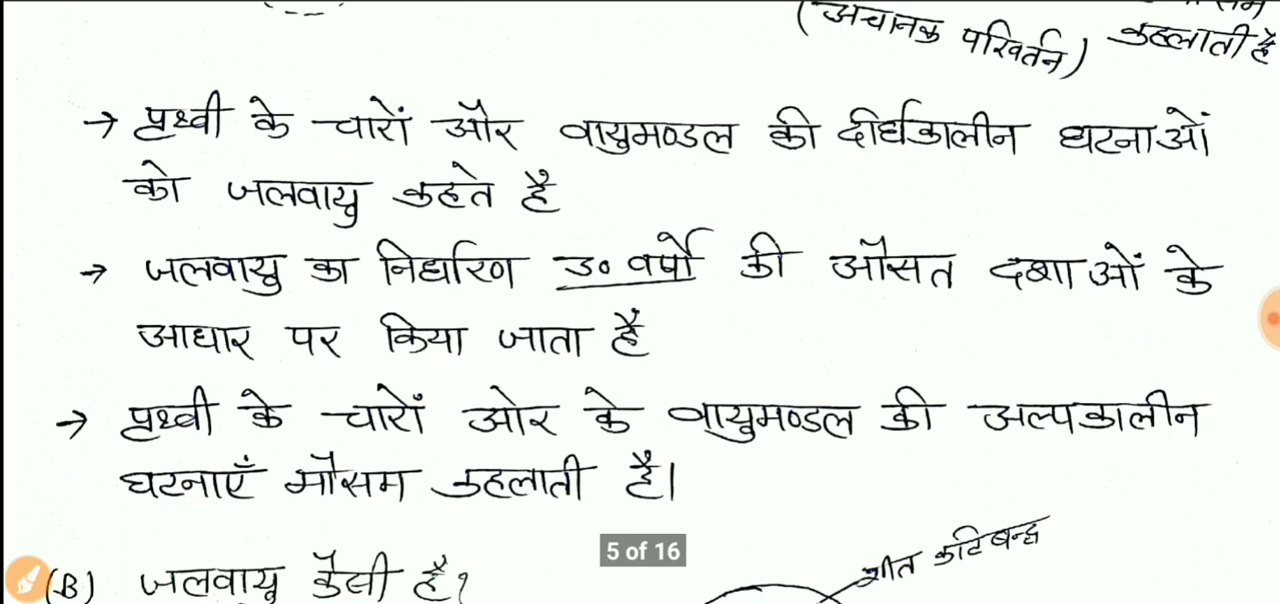 (अचानक परिवर्तन) कहलाती है
→ पृथ्वी के चारों और वायुमण्डल की दीर्घकालीन घटनाओं
को जलवायु कहते है
→ जलवायु का निर्धारण 30 वर्षो की औसत दशाओं के
आधार पर किया जाता है
→ पृथ्वी के चारों ओर के वायुमण्डल की अल्पकालीन
घटनाएँ मौसम कहलाती है।
5 of 16
शीत कटिबन्ध
(B) जलवायु कैसी है?